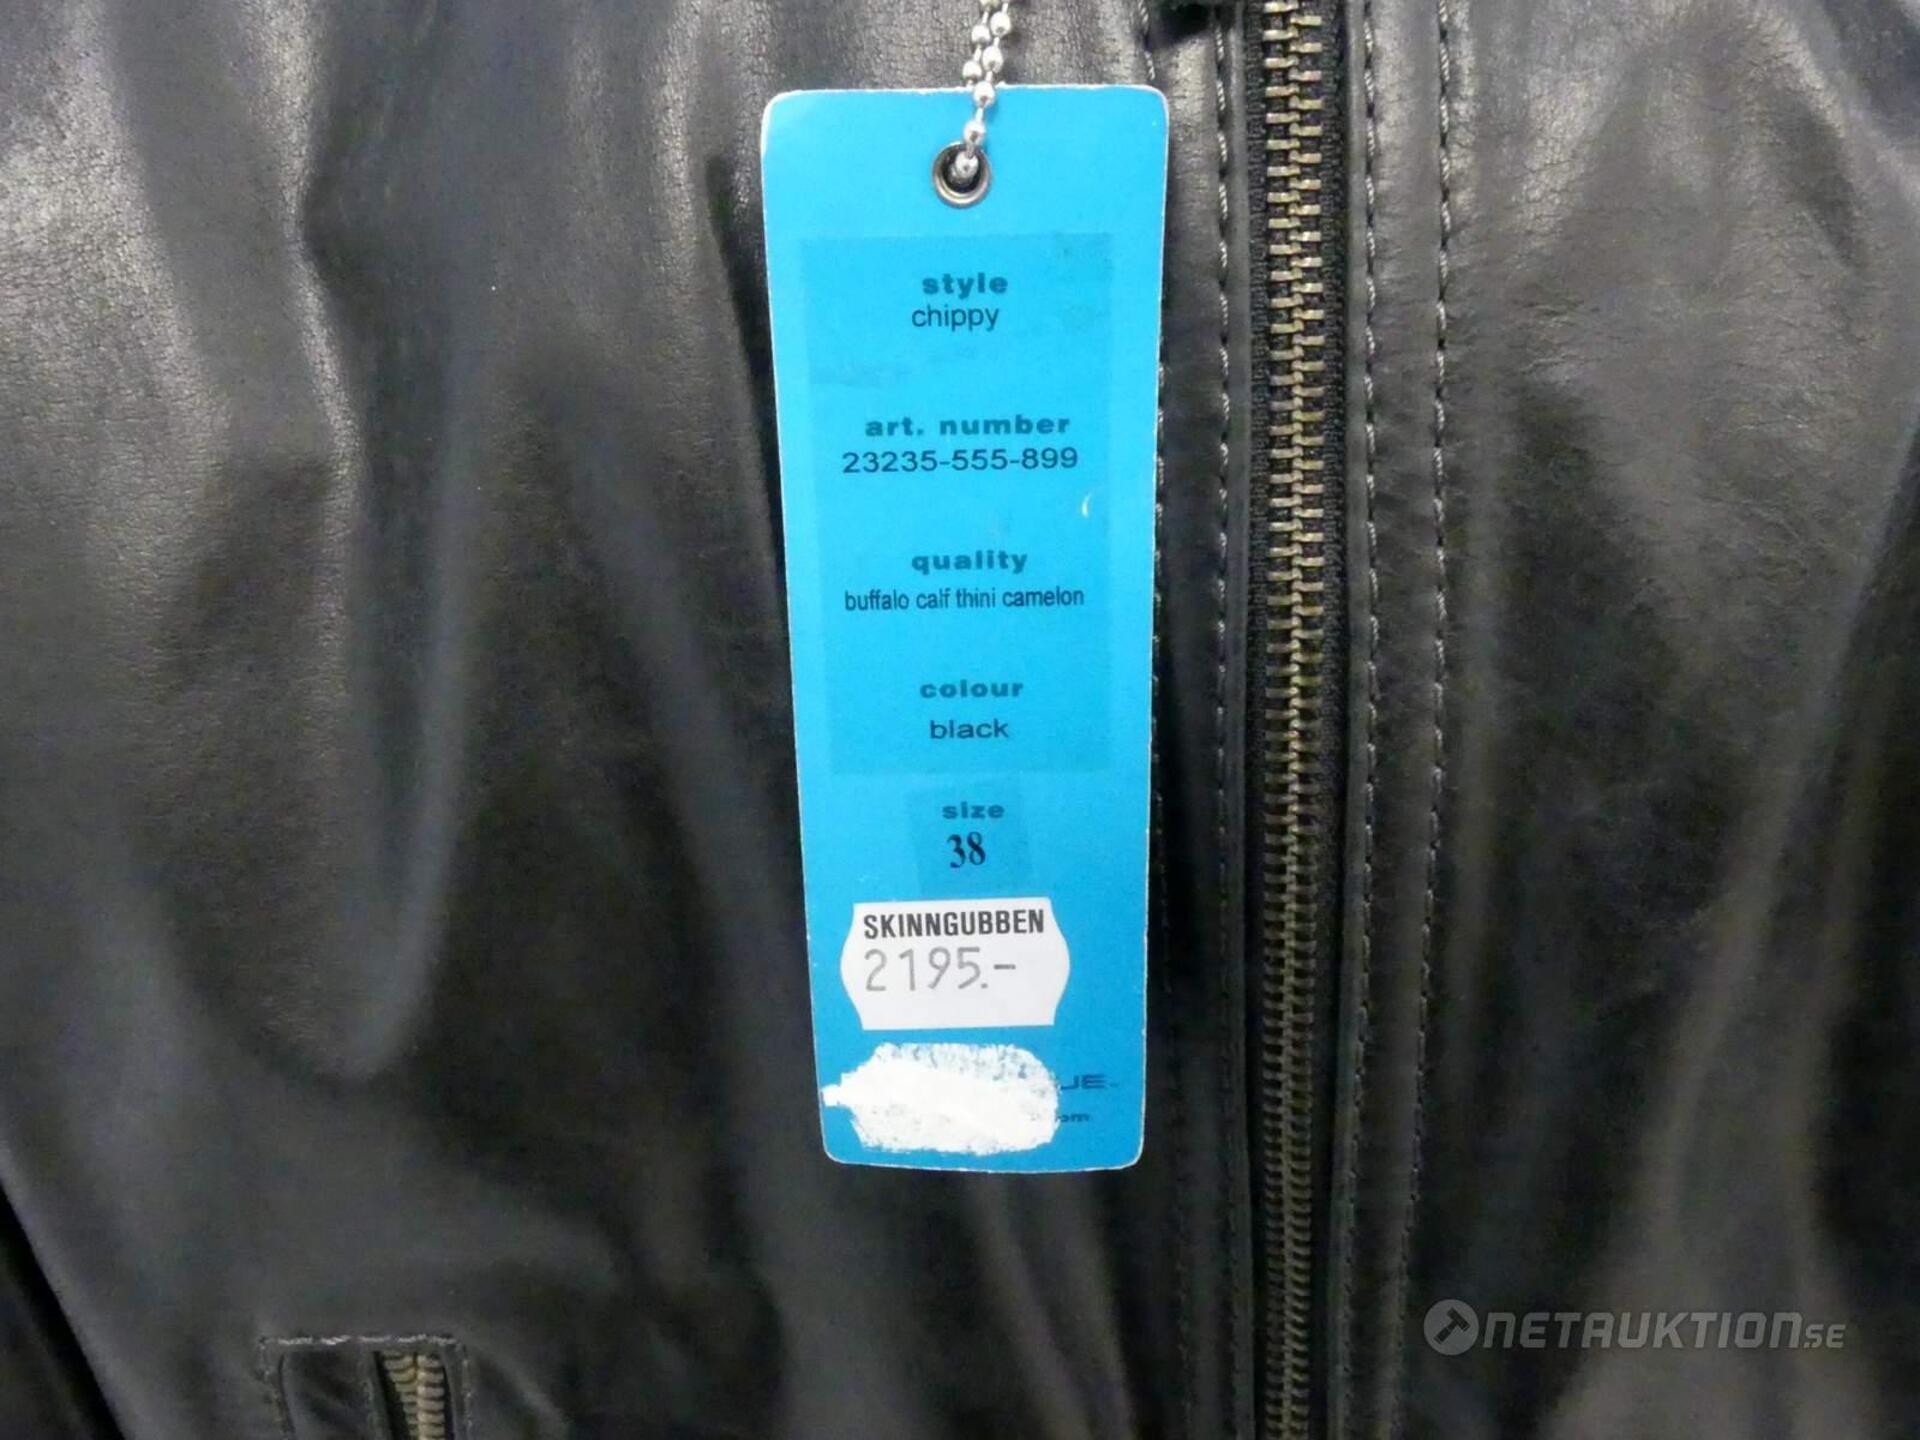 style
chippy
art. number
23235-555-899
quality
buffalo calf thini camelon
colour
black
size
38
SKINNGUBBEN
2195.-
NETAUKTION.SE